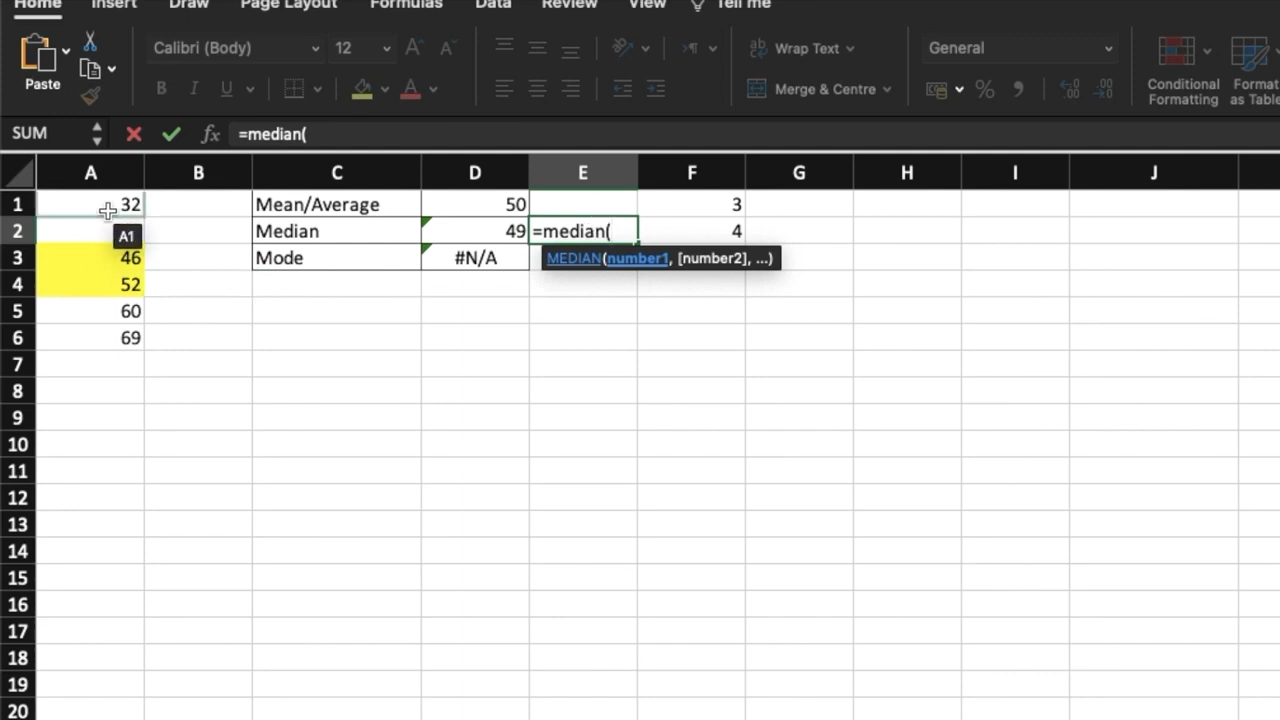 Home Insert Draw Page Layout Formulas Data Review View Tell me
Paste
Calibri (Body) 12
Wrap Text
Merge & Centre
General
Conditional Formatting
Format as Table
SUM fx =median(
A B C D E F G H I J
1 32 Mean/Average 50 3
2 Median 49 =median( 4
A1
3 46 Mode #N/A
MEDIAN(number1, [number2], ...)
4 52
5 60
6 69
7
8
9
10
11
12
13
14
15
16
17
18
19
20